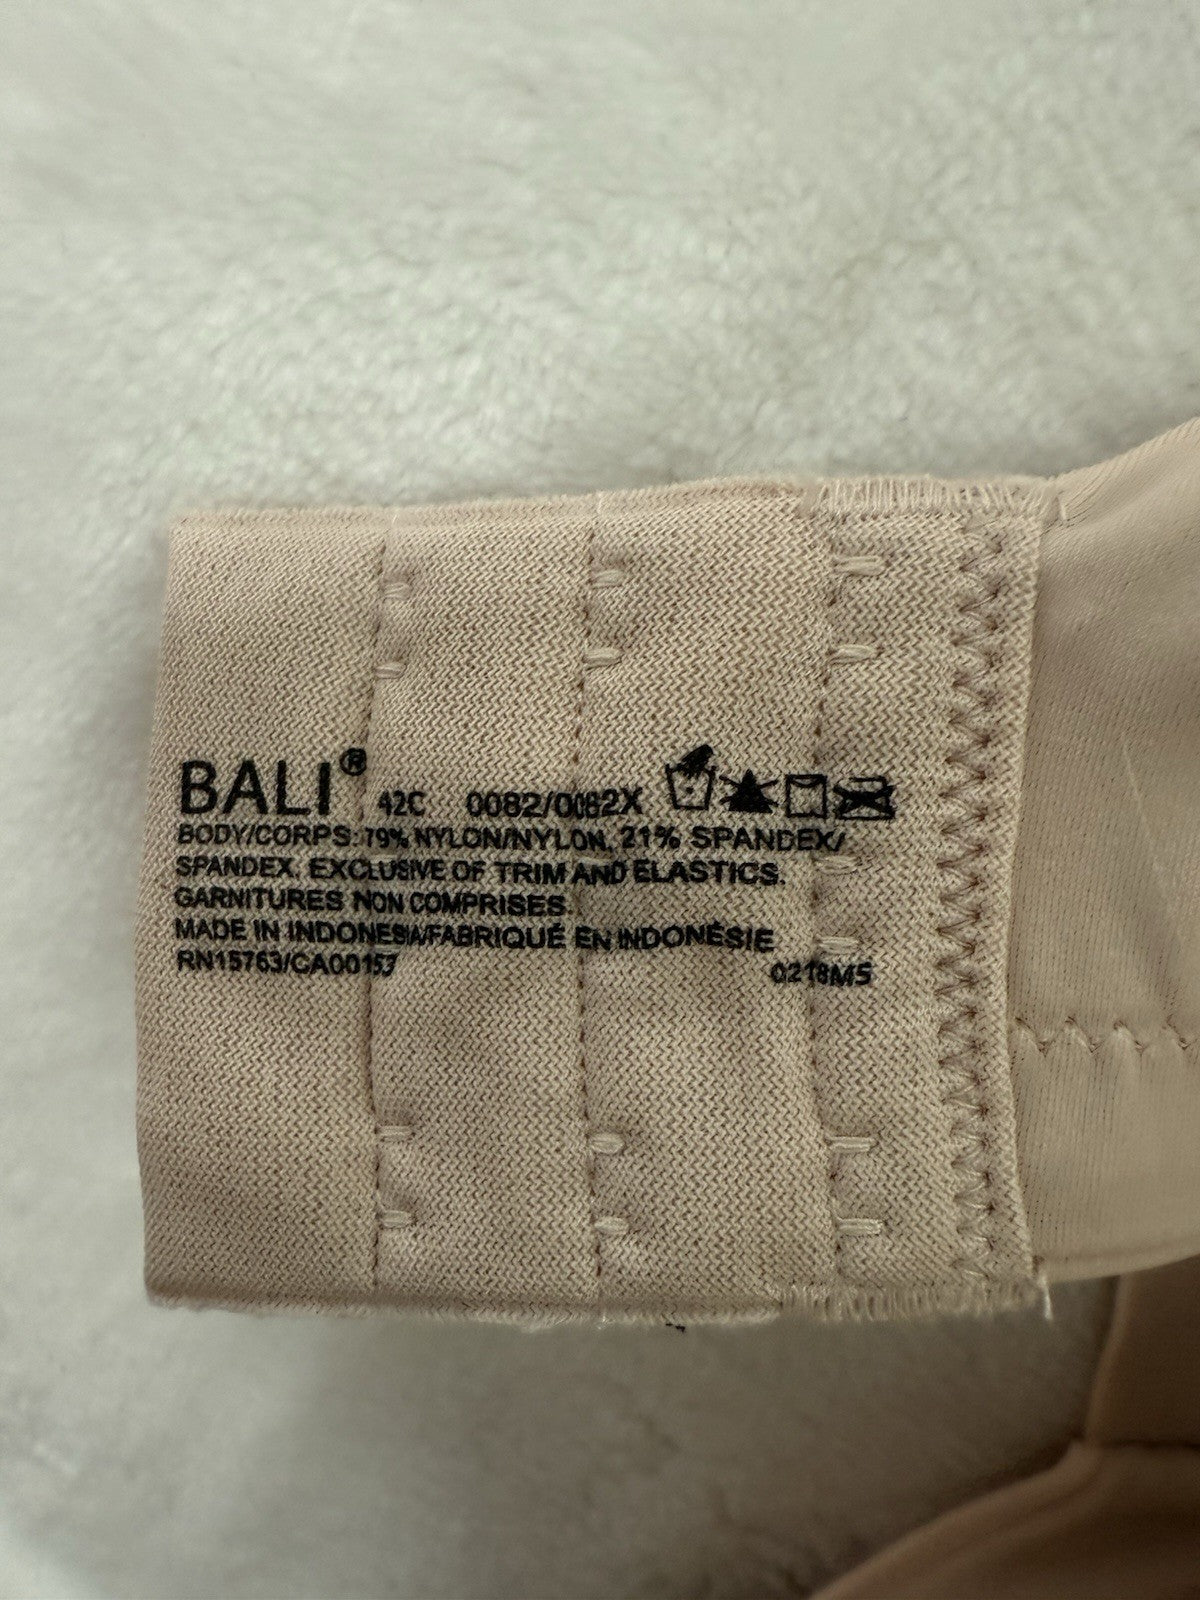 BALI® 42C 0082/0082X
BODY/CORPS: 79% NYLON/NYLON, 21% SPANDEX/
SPANDEX. EXCLUSIVE OF TRIM AND ELASTICS.
GARNITURES NON COMPRISES.
MADE IN INDONESIA/FABRIQUÉ EN INDONÉSIE
RN15763/CA00153 0218MS